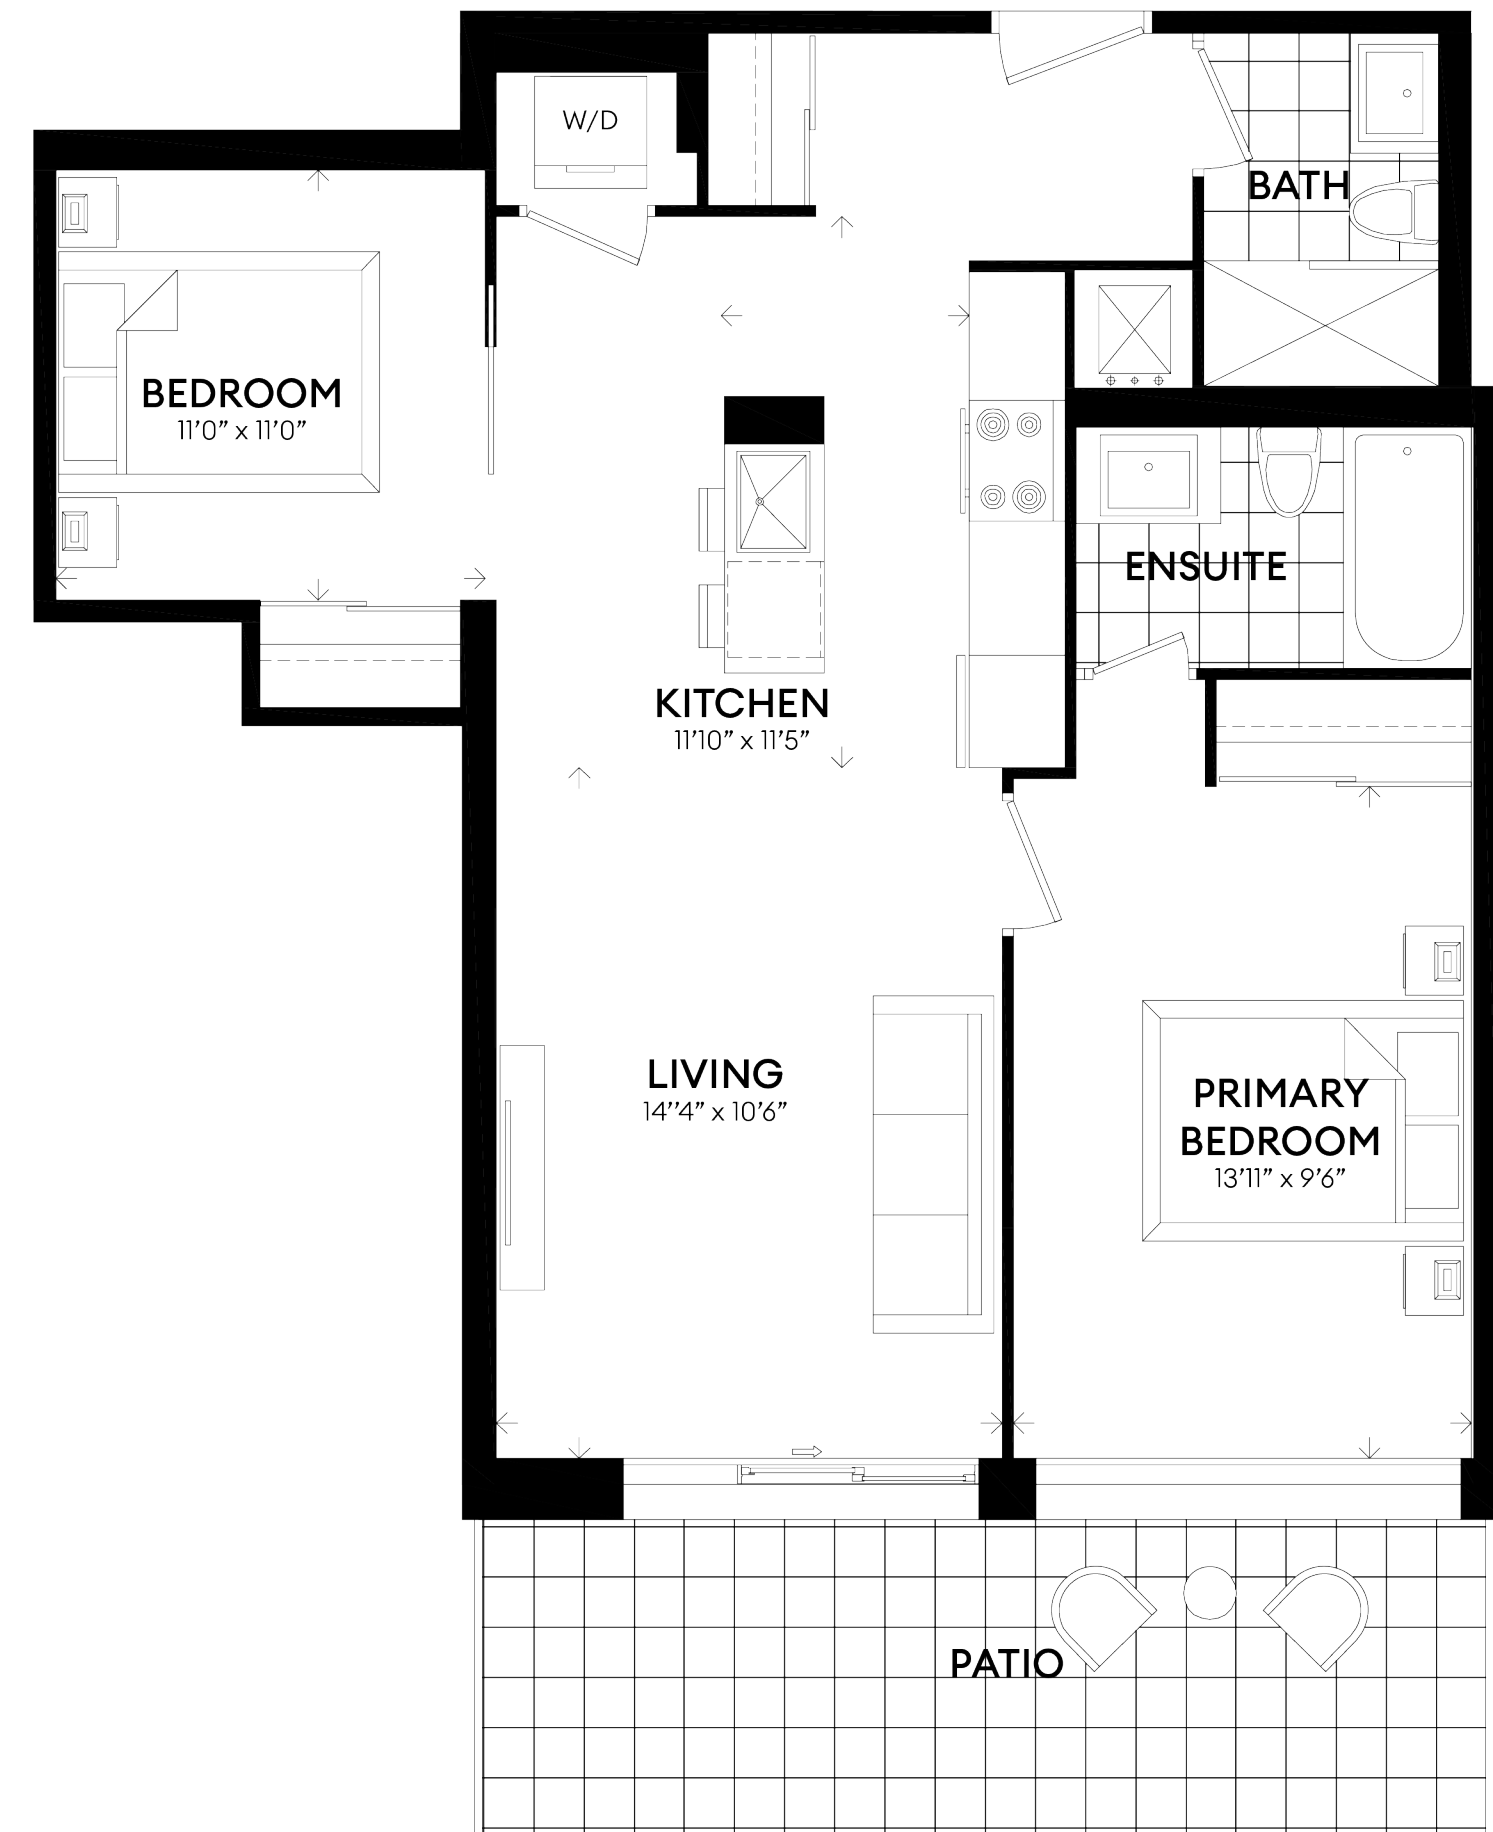 W/D
BATH
BEDROOM
11’0” x 11’0”
ENSUITE
KITCHEN
11’10” x 11’5”
LIVING
14’’4” x 10’6”
PRIMARY
BEDROOM
13’11” x 9’6”
PATIO